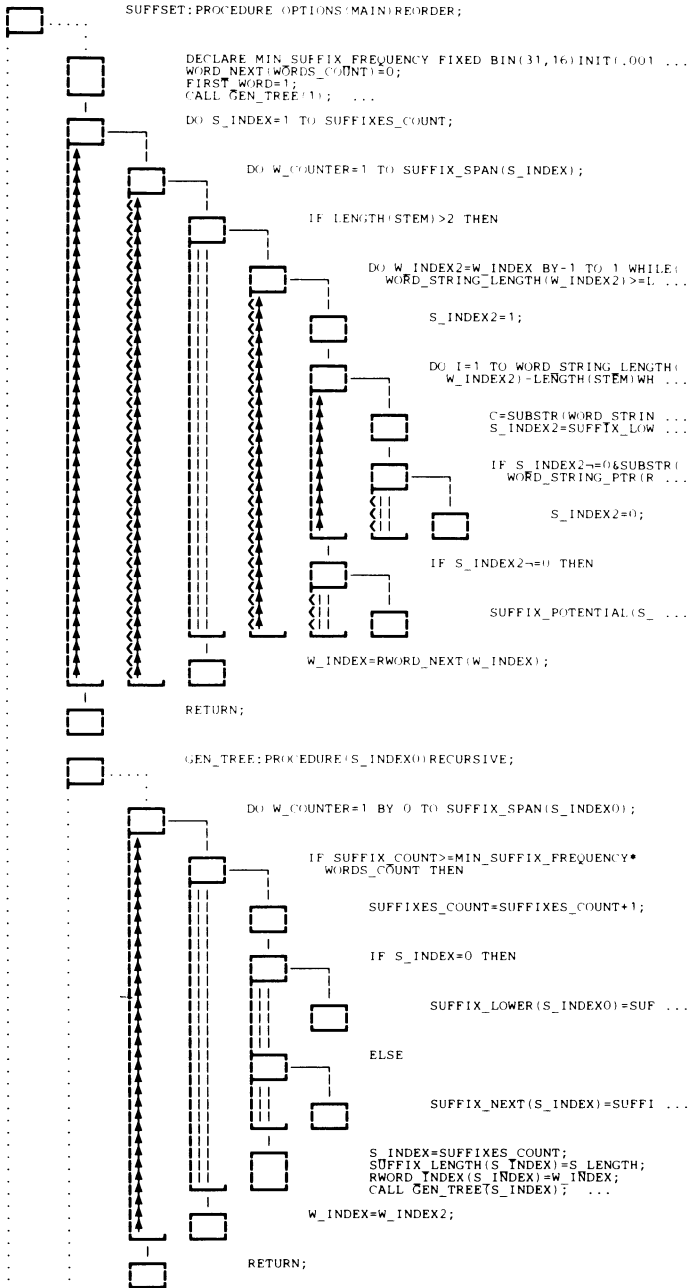 SUFFSET:PROCEDURE OPTIONS(MAIN)REORDER;
DECLARE MIN_SUFFIX_FREQUENCY FIXED BIN(31,16)INIT(.001 ...
WORD_NEXT(WORDS_COUNT)=0;
FIRST_WORD=1;
CALL GEN_TREE(1); ...
DO S_INDEX=1 TO SUFFIXES_COUNT;
DO W_COUNTER=1 TO SUFFIX_SPAN(S_INDEX);
IF LENGTH(STEM)>2 THEN
DO W_INDEX2=W_INDEX BY-1 TO 1 WHILE(
WORD_STRING_LENGTH(W_INDEX2)>=L ...
S_INDEX2=1;
DO I=1 TO WORD_STRING_LENGTH(
W_INDEX2)-LENGTH(STEM)WH ...
C=SUBSTR(WORD_STRIN ...
S_INDEX2=SUFFIX_LOW ...
IF S_INDEX2¬=0&SUBSTR(
WORD_STRING_PTR(R ...
S_INDEX2=0;
IF S_INDEX2¬=0 THEN
SUFFIX_POTENTIAL(S_ ...
W_INDEX=RWORD_NEXT(W_INDEX);
RETURN;
GEN_TREE:PROCEDURE(S_INDEX0)RECURSIVE;
DO W_COUNTER=1 BY 0 TO SUFFIX_SPAN(S_INDEX0);
IF SUFFIX_COUNT>=MIN_SUFFIX_FREQUENCY*
WORDS_COUNT THEN
SUFFIXES_COUNT=SUFFIXES_COUNT+1;
IF S_INDEX=0 THEN
SUFFIX_LOWER(S_INDEX0)=SUF ...
ELSE
SUFFIX_NEXT(S_INDEX)=SUFFI ...
S_INDEX=SUFFIXES_COUNT;
SUFFIX_LENGTH(S_INDEX)=S_LENGTH;
RWORD_INDEX(S_INDEX)=W_INDEX;
CALL GEN_TREE(S_INDEX); ...
W_INDEX=W_INDEX2;
RETURN;